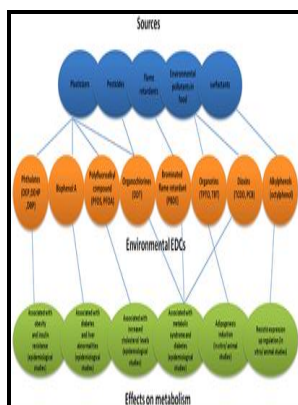 Sources
Plasticizers
Pesticides
Flame
retardants
Environmental
pollutants in
food
surfactants
Phthalates
(DEP, DEHP
,DBP)
Bisphenol A
Polyfluoroalkyl
compound
(PFOS, PFOA)
Organochlorines
(DDT)
Brominated
flame retardant
(PBDE)
Organotins
(TPTO, TBT)
Dioxins
(TCDD, PCB)
Alkylphenols
(octylphenol)
Environmental EDCs
Associated with
obesity and
insulin
resistance
(epidemiological
studies)
Associated with
diabetes and liver
abnormalities
(epidemiological
studies)
Associated with
increased
cholesterol levels
(epidemiological
studies)
Associated with
metabolic
syndrome and
diabetes
(epidemiological
studies)
Adipogenesis
induction
(in vitro/ animal
studies)
Resistin expression
up regulation (in
vitro/ animal studies)
Effects on metabolism